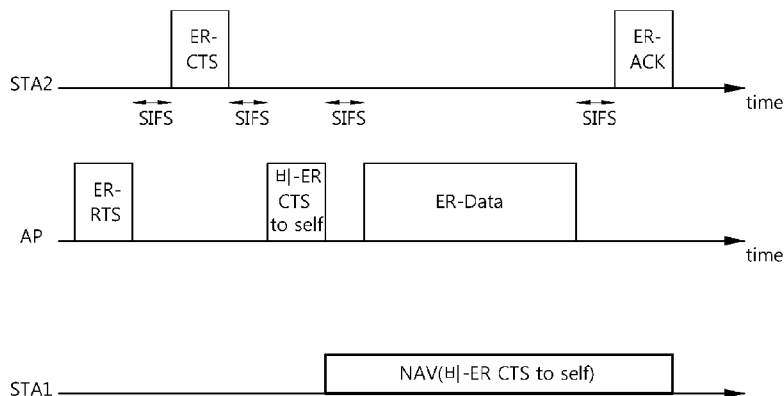 ER-
CTS
ER-
ACK
STA2
time
SIFS
SIFS
SIFS
SIFS
ER-
RTS
비-ER
CTS
to self
ER-Data
AP
time
NAV(비-ER CTS to self)
STA1
time